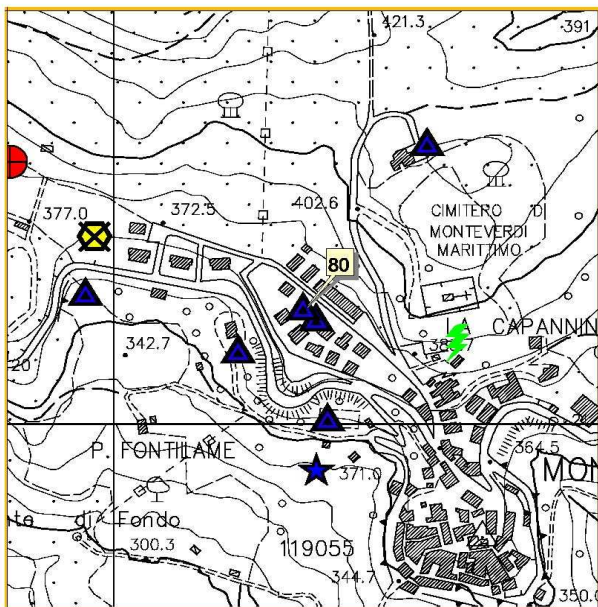 421.3
391
377.0
372.5
402.6
CIMITERO DI
MONTEVERDI
MARITTIMO
80
LA CAPANNIN
342.7
20
P. FONTILAME
371.0
364.5
MON
di Fondo
300.3
119055
344.7
350.0